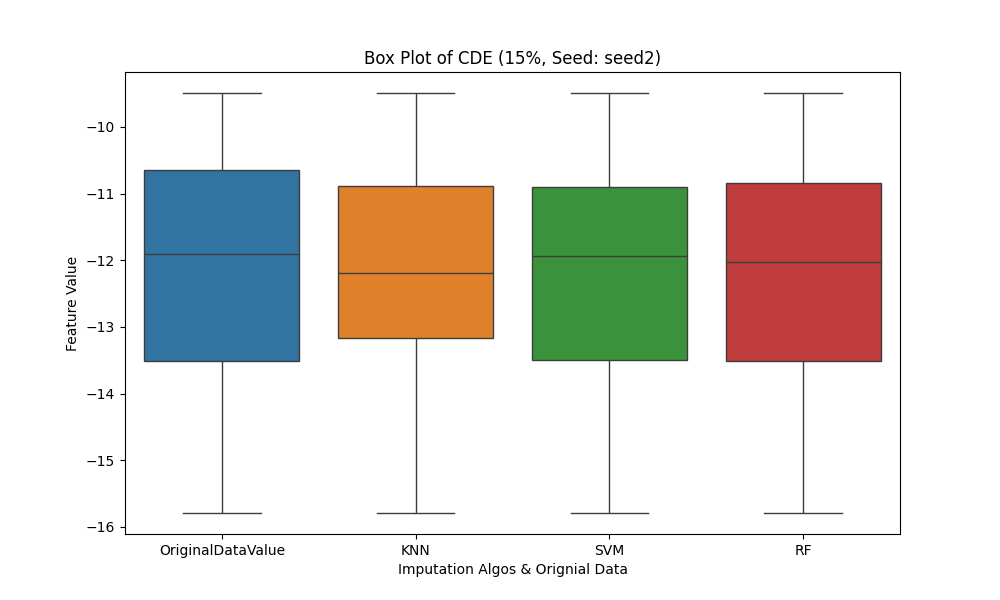 Box Plot of CDE (15%, Seed: seed2)
Feature Value
−10
−11
−12
−13
−14
−15
−16
OriginalDataValue
KNN
SVM
RF
Imputation Algos & Orignial Data